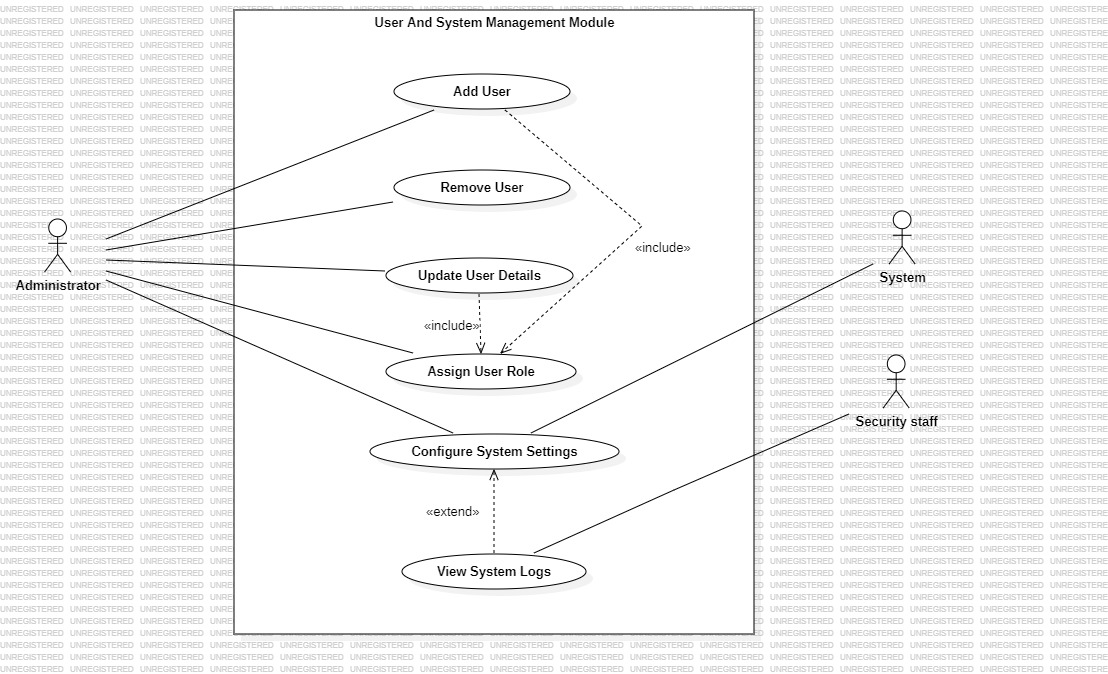 User And System Management Module
Add User
Remove User
Administrator
«include»
System
Update User Details
«include»
Assign User Role
Security staff
Configure System Settings
«extend»
View System Logs
UNREGISTERED